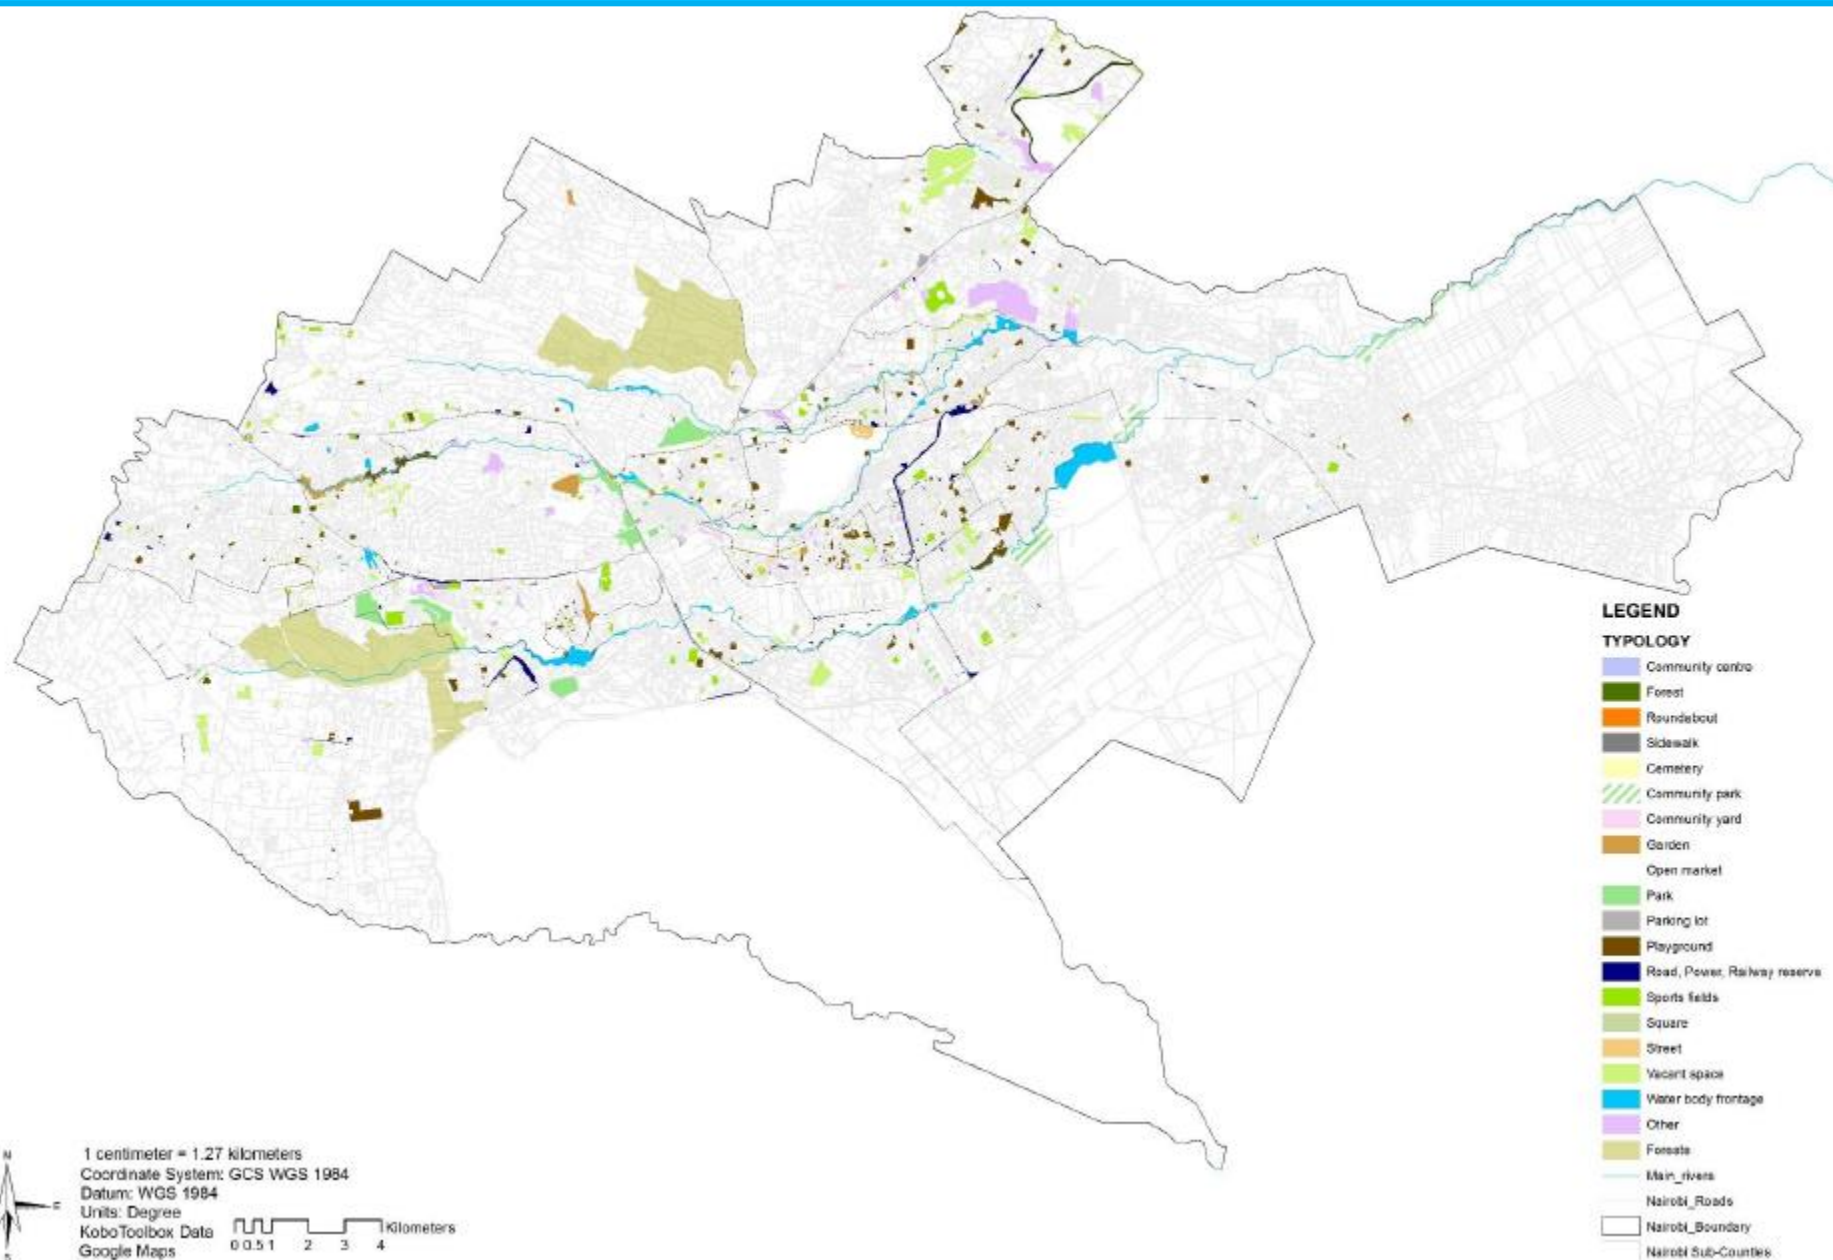 LEGEND
TYPOLOGY
Community centre
Forest
Roundabout
Sidewalk
Cemetery
Community park
Community yard
Garden
Open market
Park
Parking lot
Playground
Road, Power, Railway reserve
Sports fields
Square
Street
Vacant space
Water body frontage
Other
Forests
Main_rivers
Nairobi_Roads
Nairobi_Boundary
Nairobi Sub-Counties
N
E
S
1 centimeter = 1.27 kilometers
Coordinate System: GCS WGS 1984
Datum: WGS 1984
Units: Degree
KoboToolbox Data
Google Maps
Kilometers
0 0.5 1 2 3 4